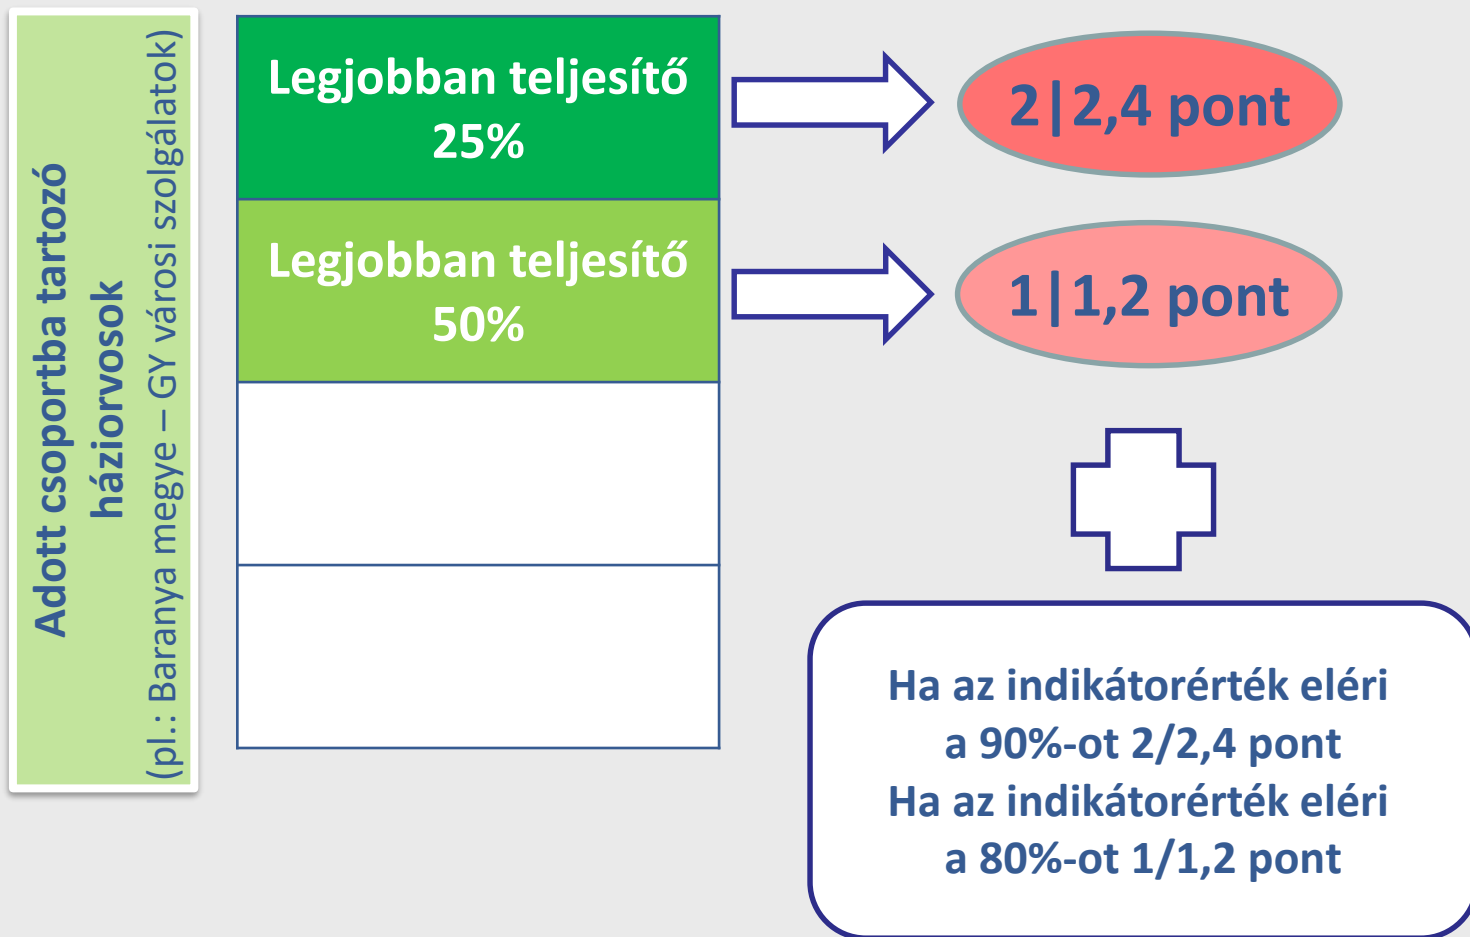 Adott csoportba tartozó
háziorvosok
(pl.: Baranya megye – GY városi szolgálatok)
Legjobban teljesítő
25%
2|2,4 pont
Legjobban teljesítő
50%
1|1,2 pont
Ha az indikátorérték eléri
a 90%-ot 2/2,4 pont
Ha az indikátorérték eléri
a 80%-ot 1/1,2 pont